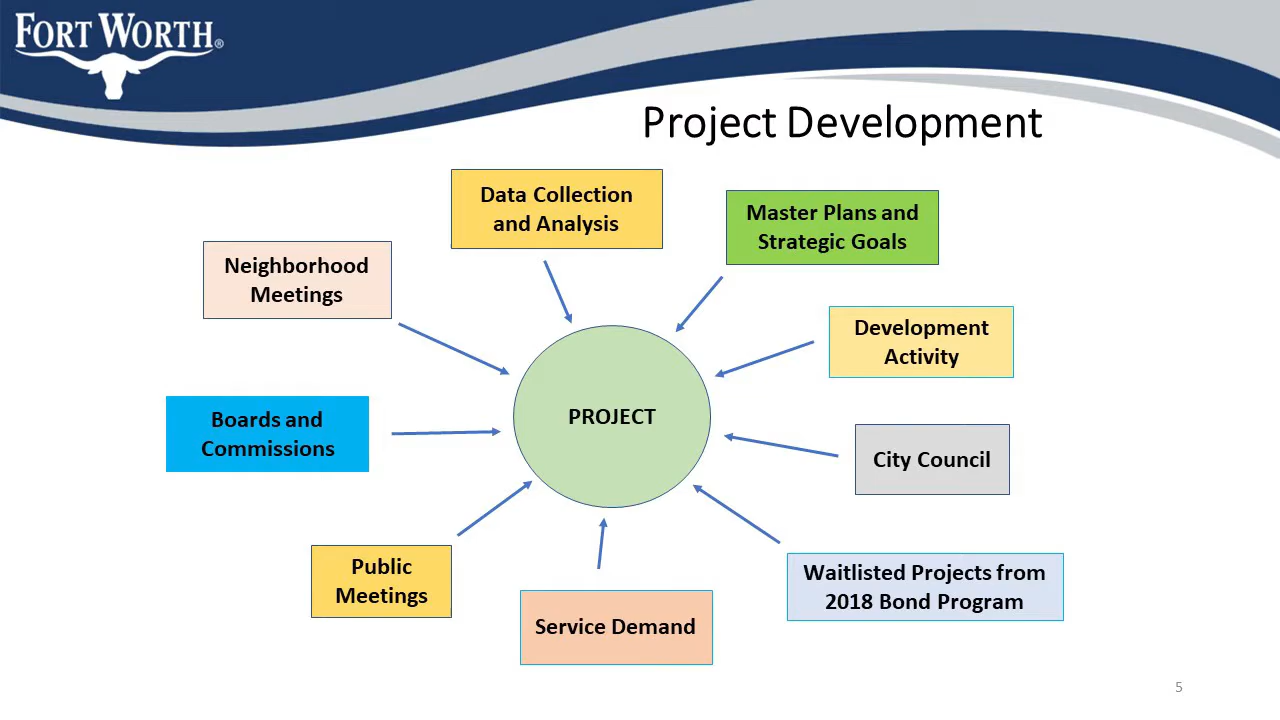 FORT WORTH®
Project Development
Data Collection
and Analysis
Master Plans and
Strategic Goals
Neighborhood
Meetings
Development
Activity
PROJECT
Boards and
Commissions
City Council
Public
Meetings
Waitlisted Projects from
2018 Bond Program
Service Demand
5